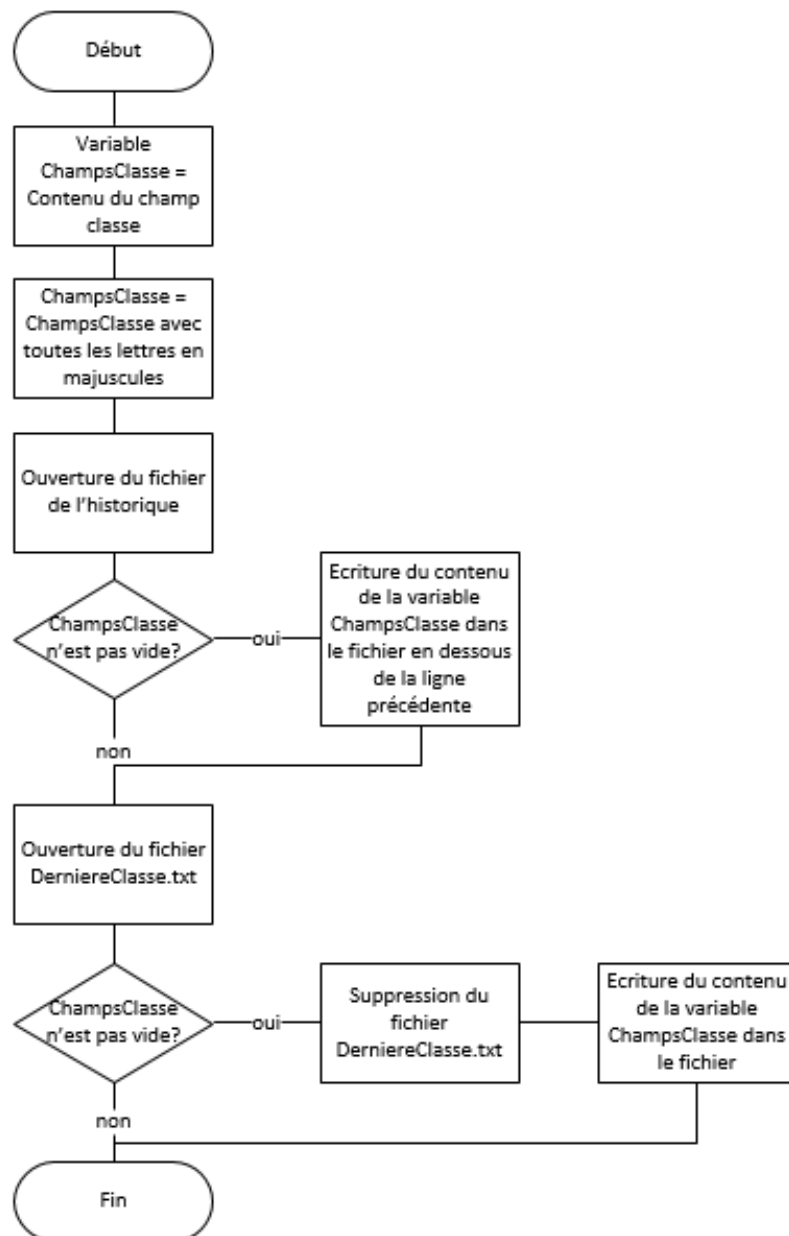 Début
Variable
ChampsClasse =
Contenu du champ
classe
ChampsClasse =
ChampsClasse avec
toutes les lettres en
majuscules
Ouverture du fichier
de l'historique
ChampsClasse
n'est pas vide?
oui
Ecriture du contenu
de la variable
ChampsClasse dans
le fichier en dessous
de la ligne
précédente
non
Ouverture du fichier
DerniereClasse.txt
ChampsClasse
n'est pas vide?
oui
Suppression du
fichier
DerniereClasse.txt
Ecriture du contenu
de la variable
ChampsClasse dans
le fichier
non
Fin